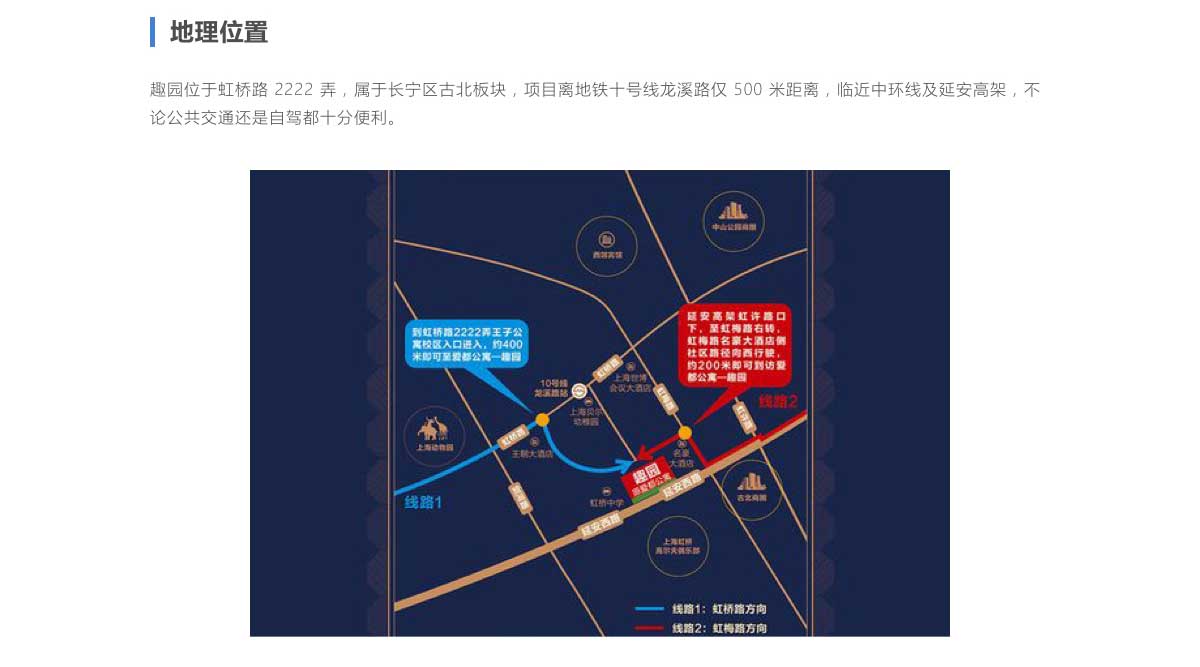 地理位置
趣园位于虹桥路 2222 弄，属于长宁区古北板块，项目离地铁十号线龙溪路仅 500 米距离，临近中环线及延安高架，不
论公共交通还是自驾都十分便利。
中山公园商圈
西郊宾馆
延安高架虹许路口
下，至虹梅路右转，
虹梅路名豪大酒店侧
社区路径向西行驶，
约200米即可到访爱
都公寓—趣园
到虹桥路2222弄王子公
寓校区入口进入，约400
米即可至爱都公寓—趣园
虹桥路
上海世博
会议大酒店
10号线
龙溪路站
虹梅路
线路2
上海贝尔
幼稚园
虹许路
上海动物园
虹桥路
王朝大酒店
名豪
大酒店
趣园
原爱都公寓
延安西路
古北商圈
线路1
虹桥中学
延安西路
上海虹桥
高尔夫俱乐部
线路1：虹桥路方向
线路2：虹梅路方向